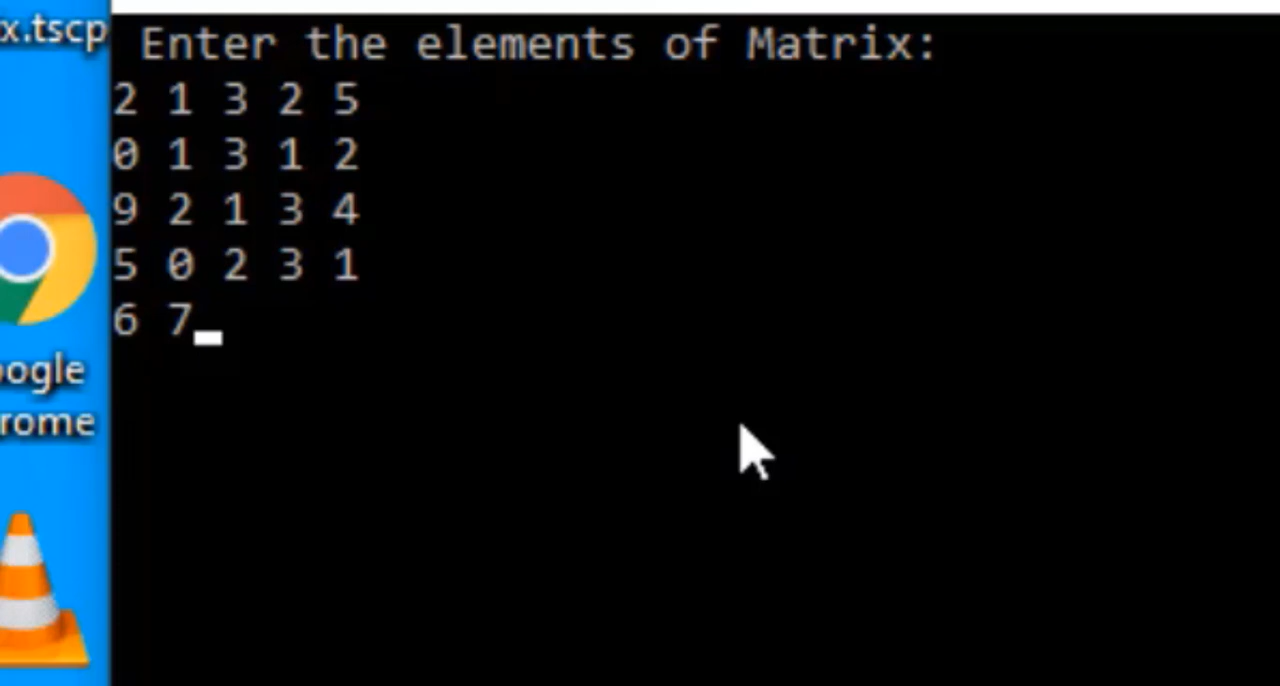 x.tscp
Enter the elements of Matrix:
2 1 3 2 5
0 1 3 1 2
9 2 1 3 4
5 0 2 3 1
6 7
oogle
rome